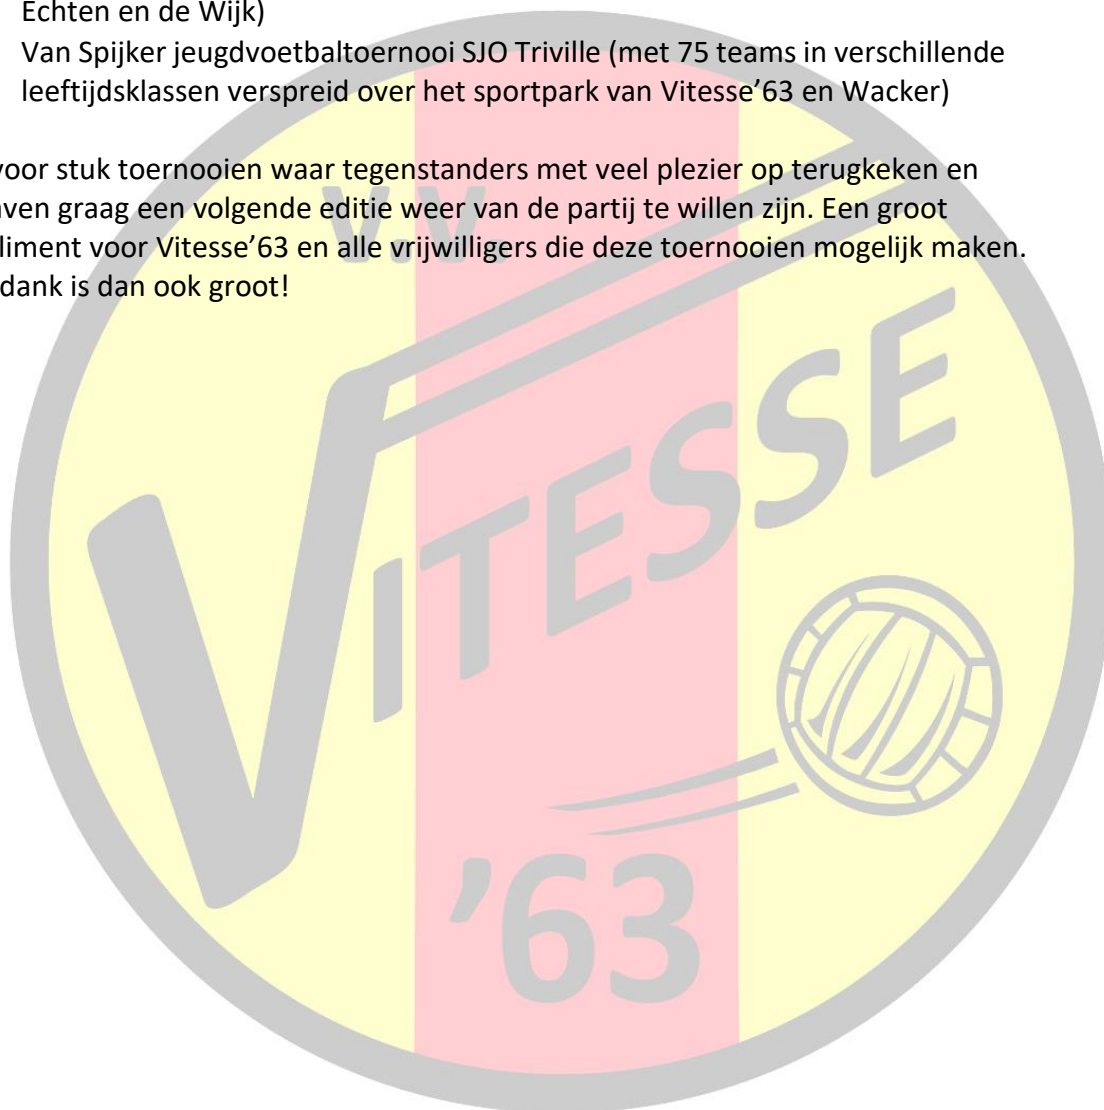 Echten en de Wijk)
Van Spijker jeugdvoetbaltoernooi SJO Triville (met 75 teams in verschillende
leeftijdsklassen verspreid over het sportpark van Vitesse’63 en Wacker)
voor stuk toernooien waar tegenstanders met veel plezier op terugkeken en
graag een volgende editie weer van de partij te willen zijn. Een groot
voor Vitesse’63 en alle vrijwilligers die deze toernooien mogelijk maken.
dank is dan ook groot!
v.v.
VITESSE
’63